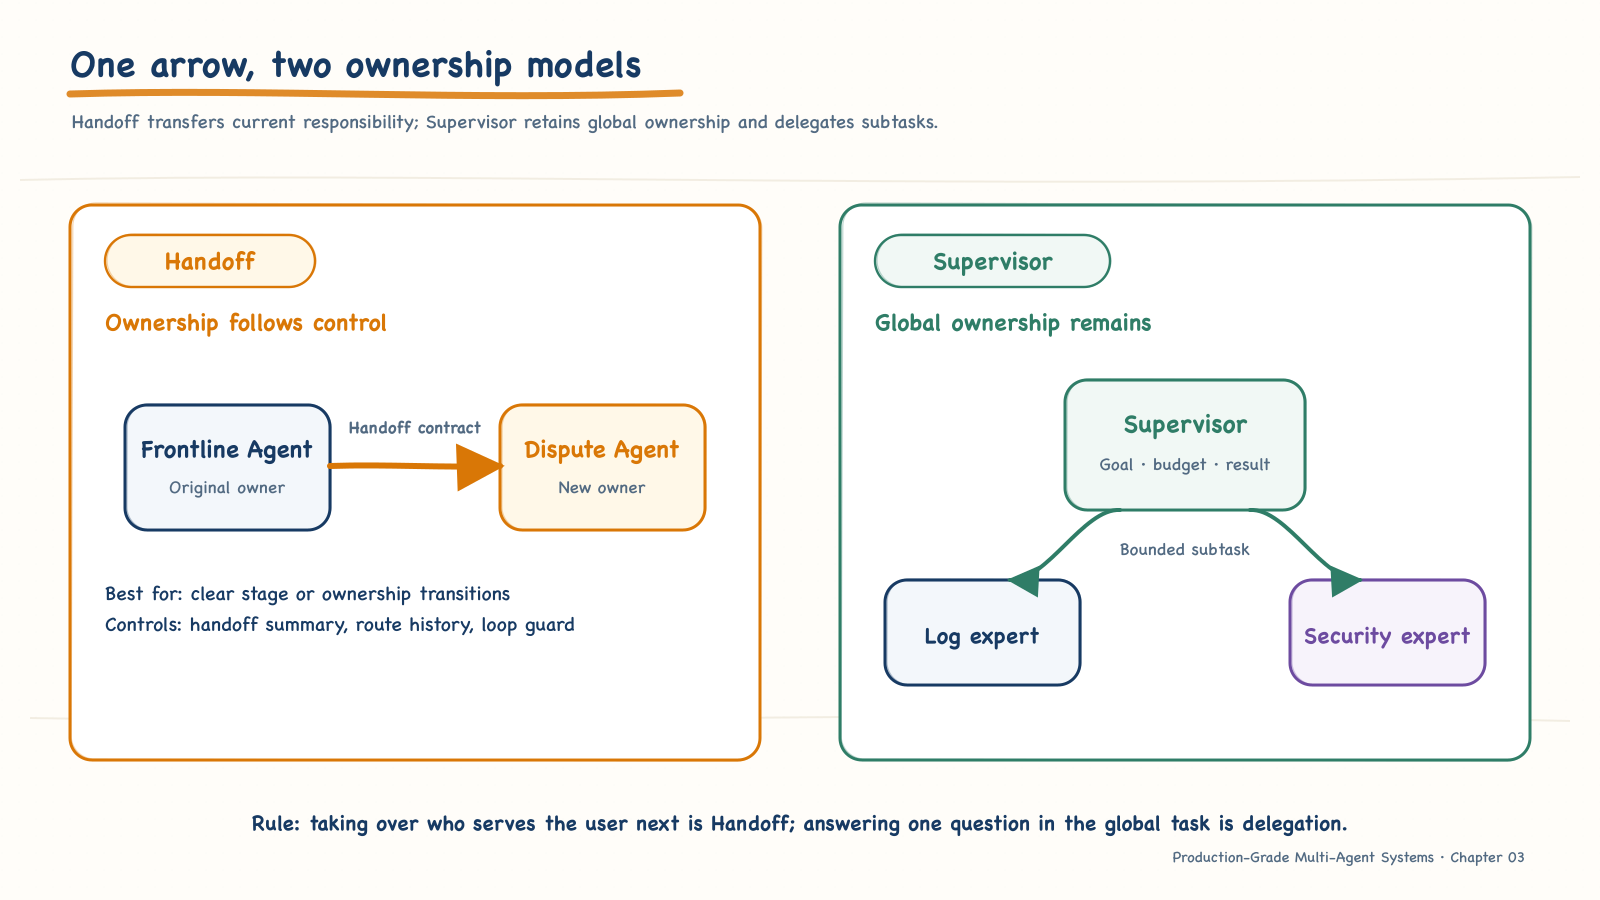 One arrow, two ownership models
Handoff transfers current responsibility; Supervisor retains global ownership and delegates subtasks.
Handoff
Ownership follows control
Frontline Agent
Original owner
Handoff contract
Dispute Agent
New owner
Best for: clear stage or ownership transitions
Controls: handoff summary, route history, loop guard
Supervisor
Global ownership remains
Supervisor
Goal · budget · result
Bounded subtask
Log expert
Security expert
Rule: taking over who serves the user next is Handoff; answering one question in the global task is delegation.
Production-Grade Multi-Agent Systems · Chapter 03